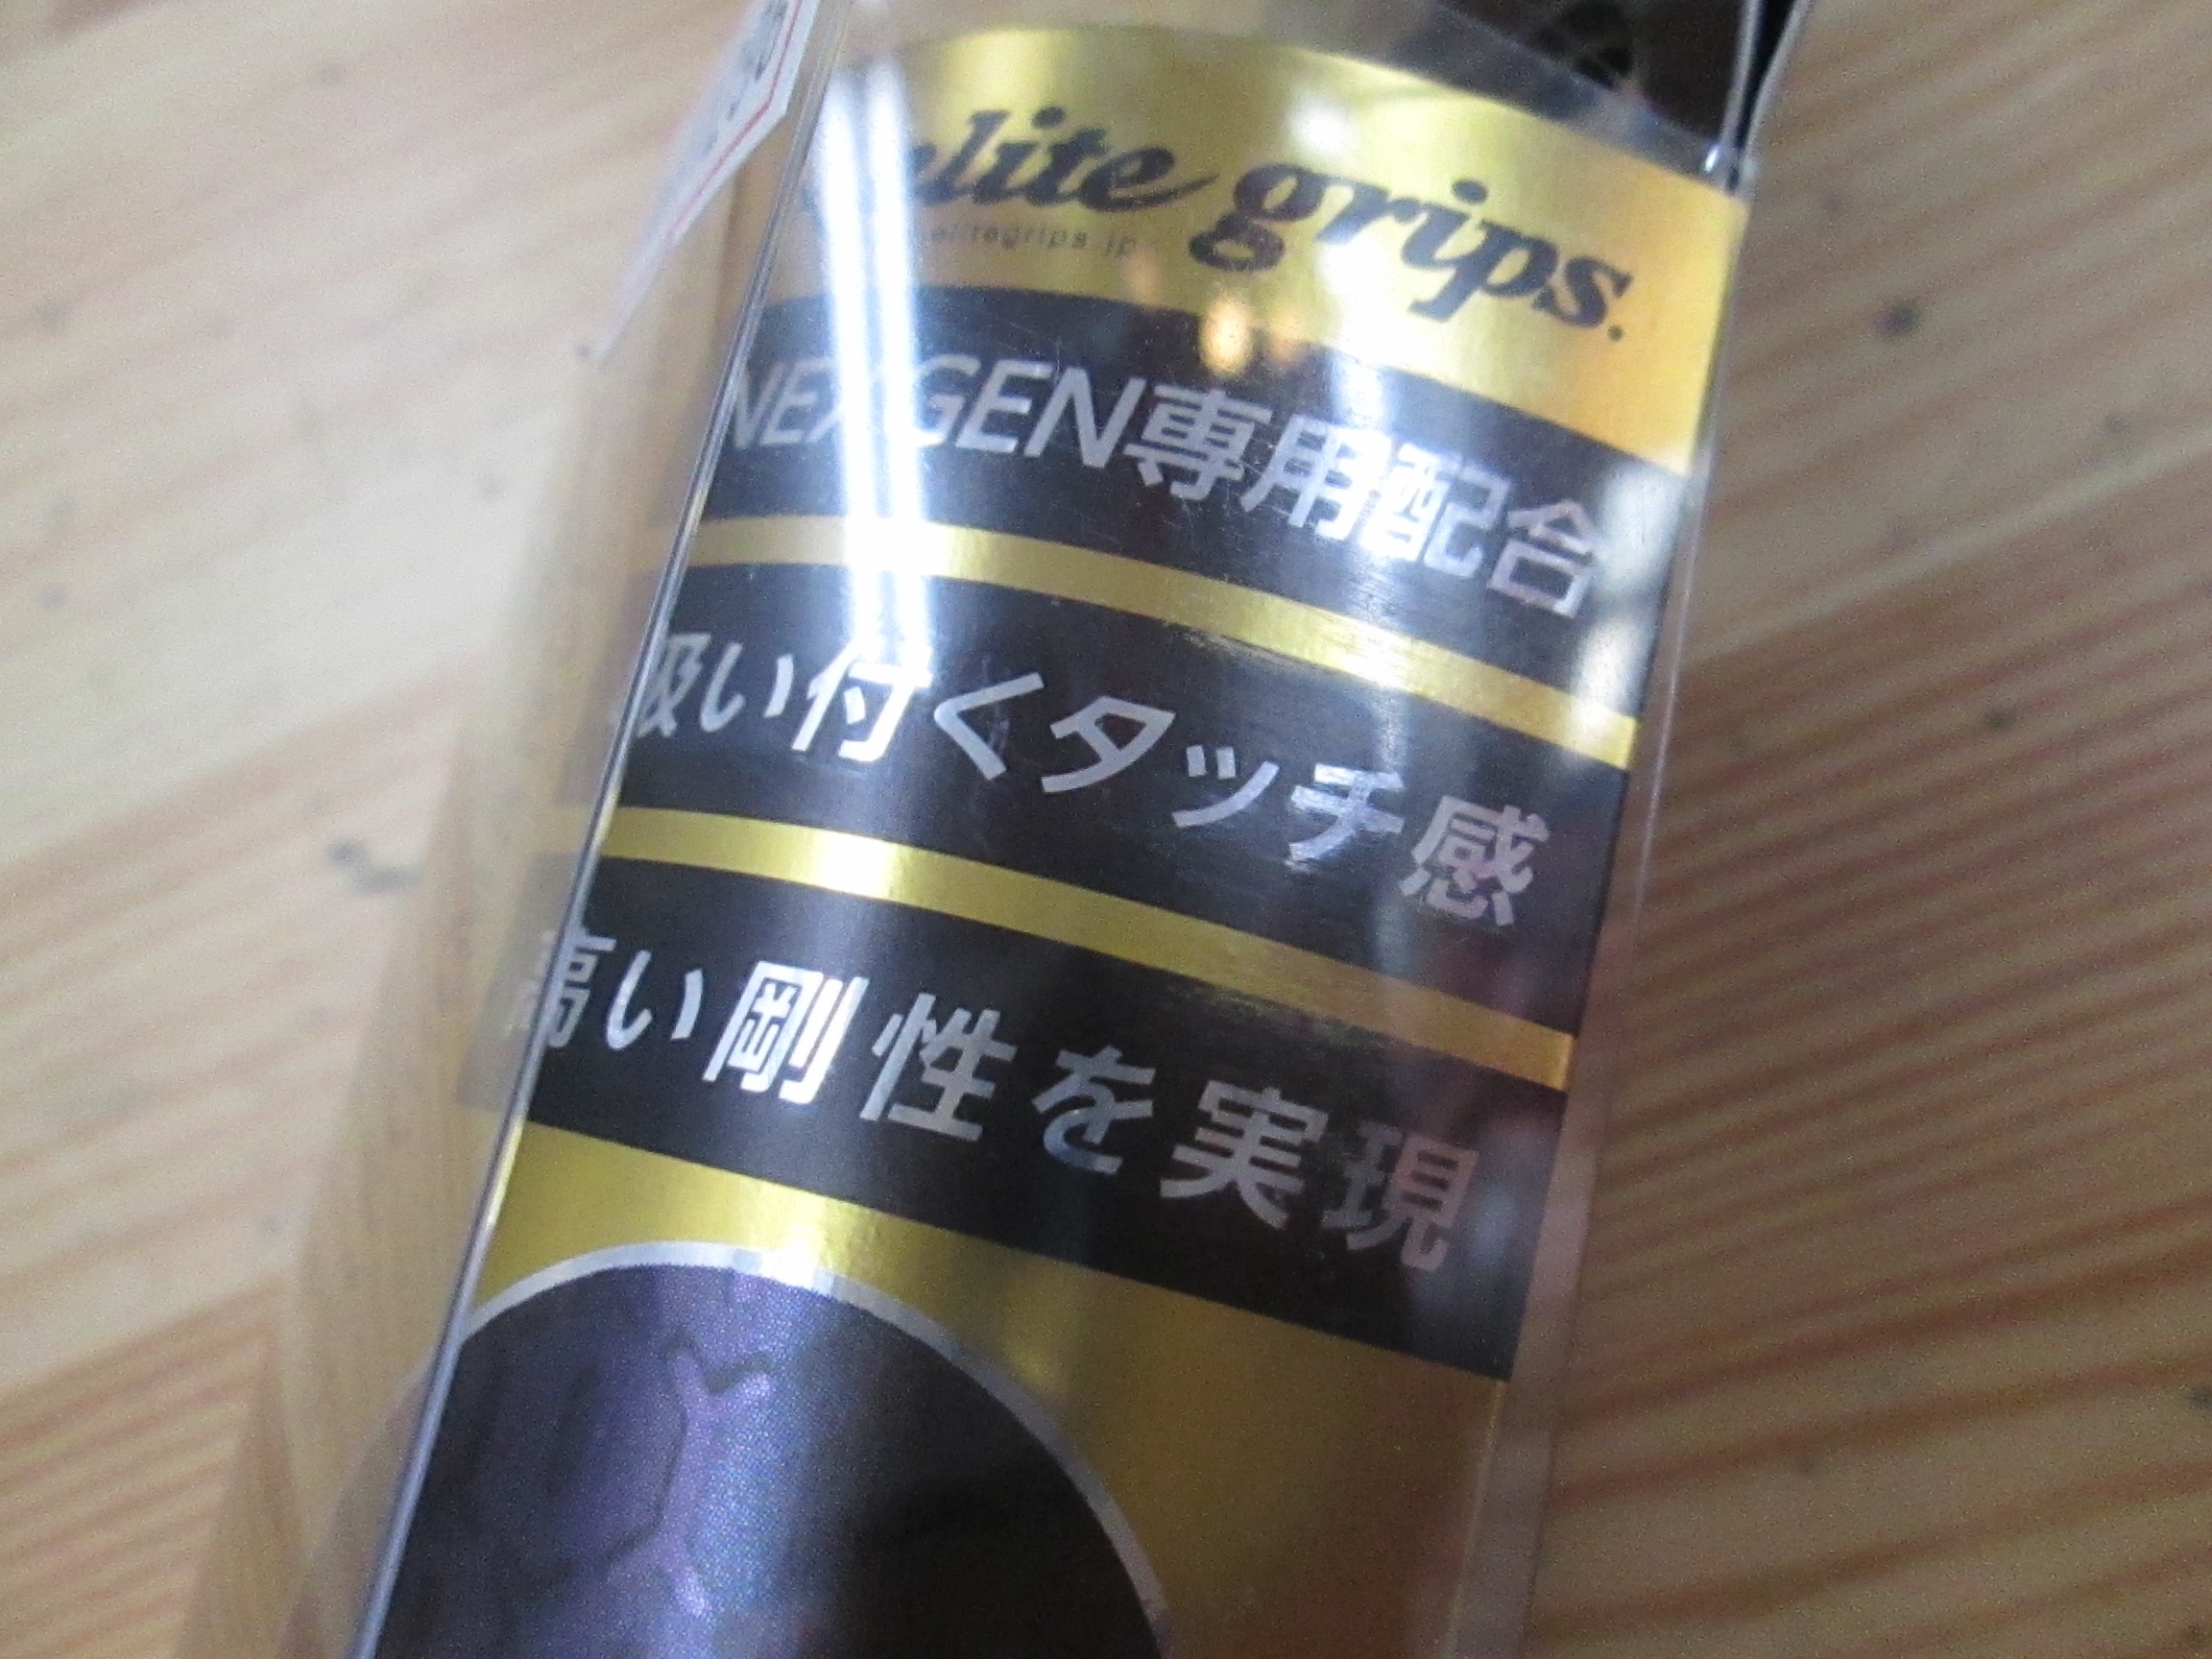 elite grips.
elitegrips.jp
NEXGEN専用配合
吸い付くタッチ感
高い剛性を実現